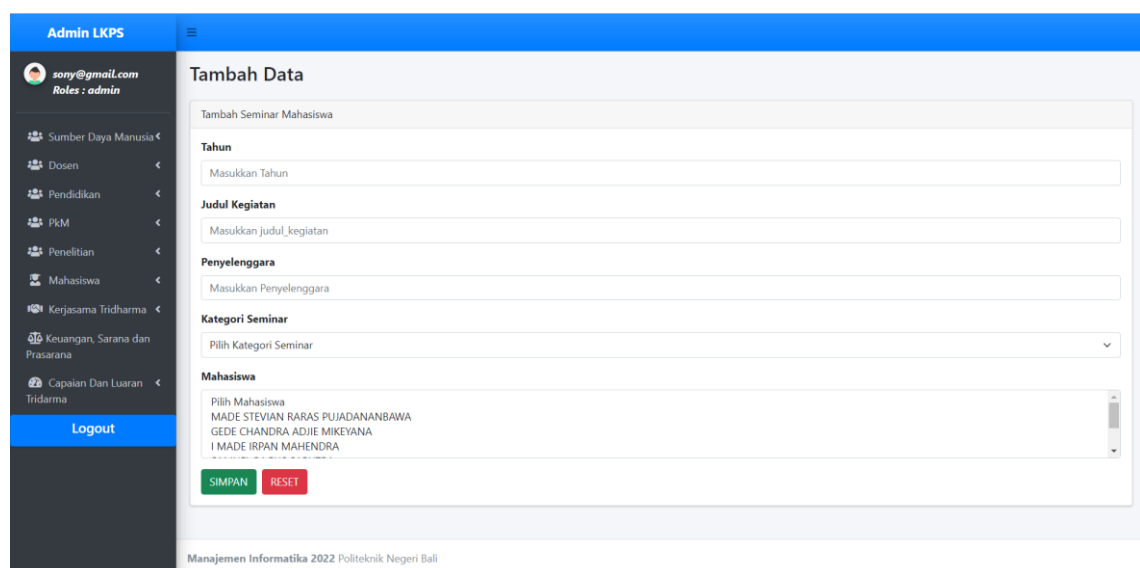 Admin LKPS
sony@gmail.com
Roles : admin
Sumber Daya Manusia
Dosen
Pendidikan
PkM
Penelitian
Mahasiswa
Kerjasama Tridharma
Keuangan, Sarana dan
Prasarana
Capaian Dan Luaran
Tridarma
Logout
Tambah Data
Tambah Seminar Mahasiswa
Tahun
Masukkan Tahun
Judul Kegiatan
Masukkan judul_kegiatan
Penyelenggara
Masukkan Penyelenggara
Kategori Seminar
Pilih Kategori Seminar
Mahasiswa
Pilih Mahasiswa
MADE STEVIAN RARAS PUJADANANBAWA
GEDE CHANDRA ADJIE MIKEYANA
I MADE IRPAN MAHENDRA
SIMPAN RESET
Manajemen Informatika 2022 Politeknik Negeri Bali